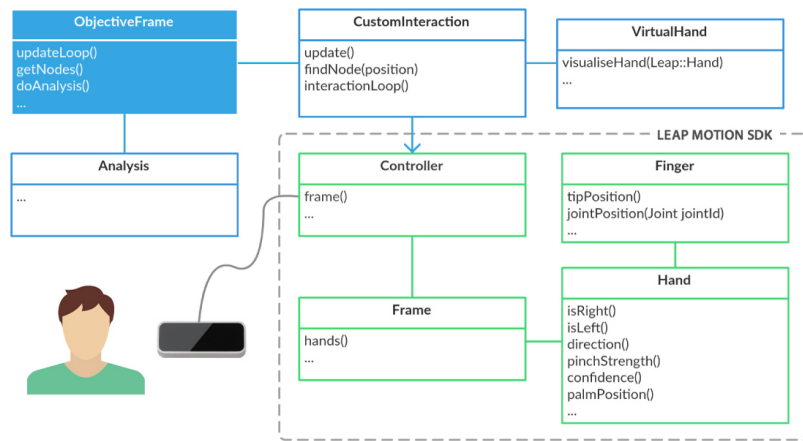 ObjectiveFrame
updateLoop()
getNodes()
doAnalysis()
...
CustomInteraction
update()
findNode(position)
interactionLoop()
VirtualHand
visualiseHand(Leap::Hand)
...
LEAP MOTION SDK
Analysis
...
Controller
frame()
...
Finger
tipPosition()
jointPosition(Joint jointId)
...
Frame
hands()
...
Hand
isRight()
isLeft()
direction()
pinchStrength()
confidence()
palmPosition()
...